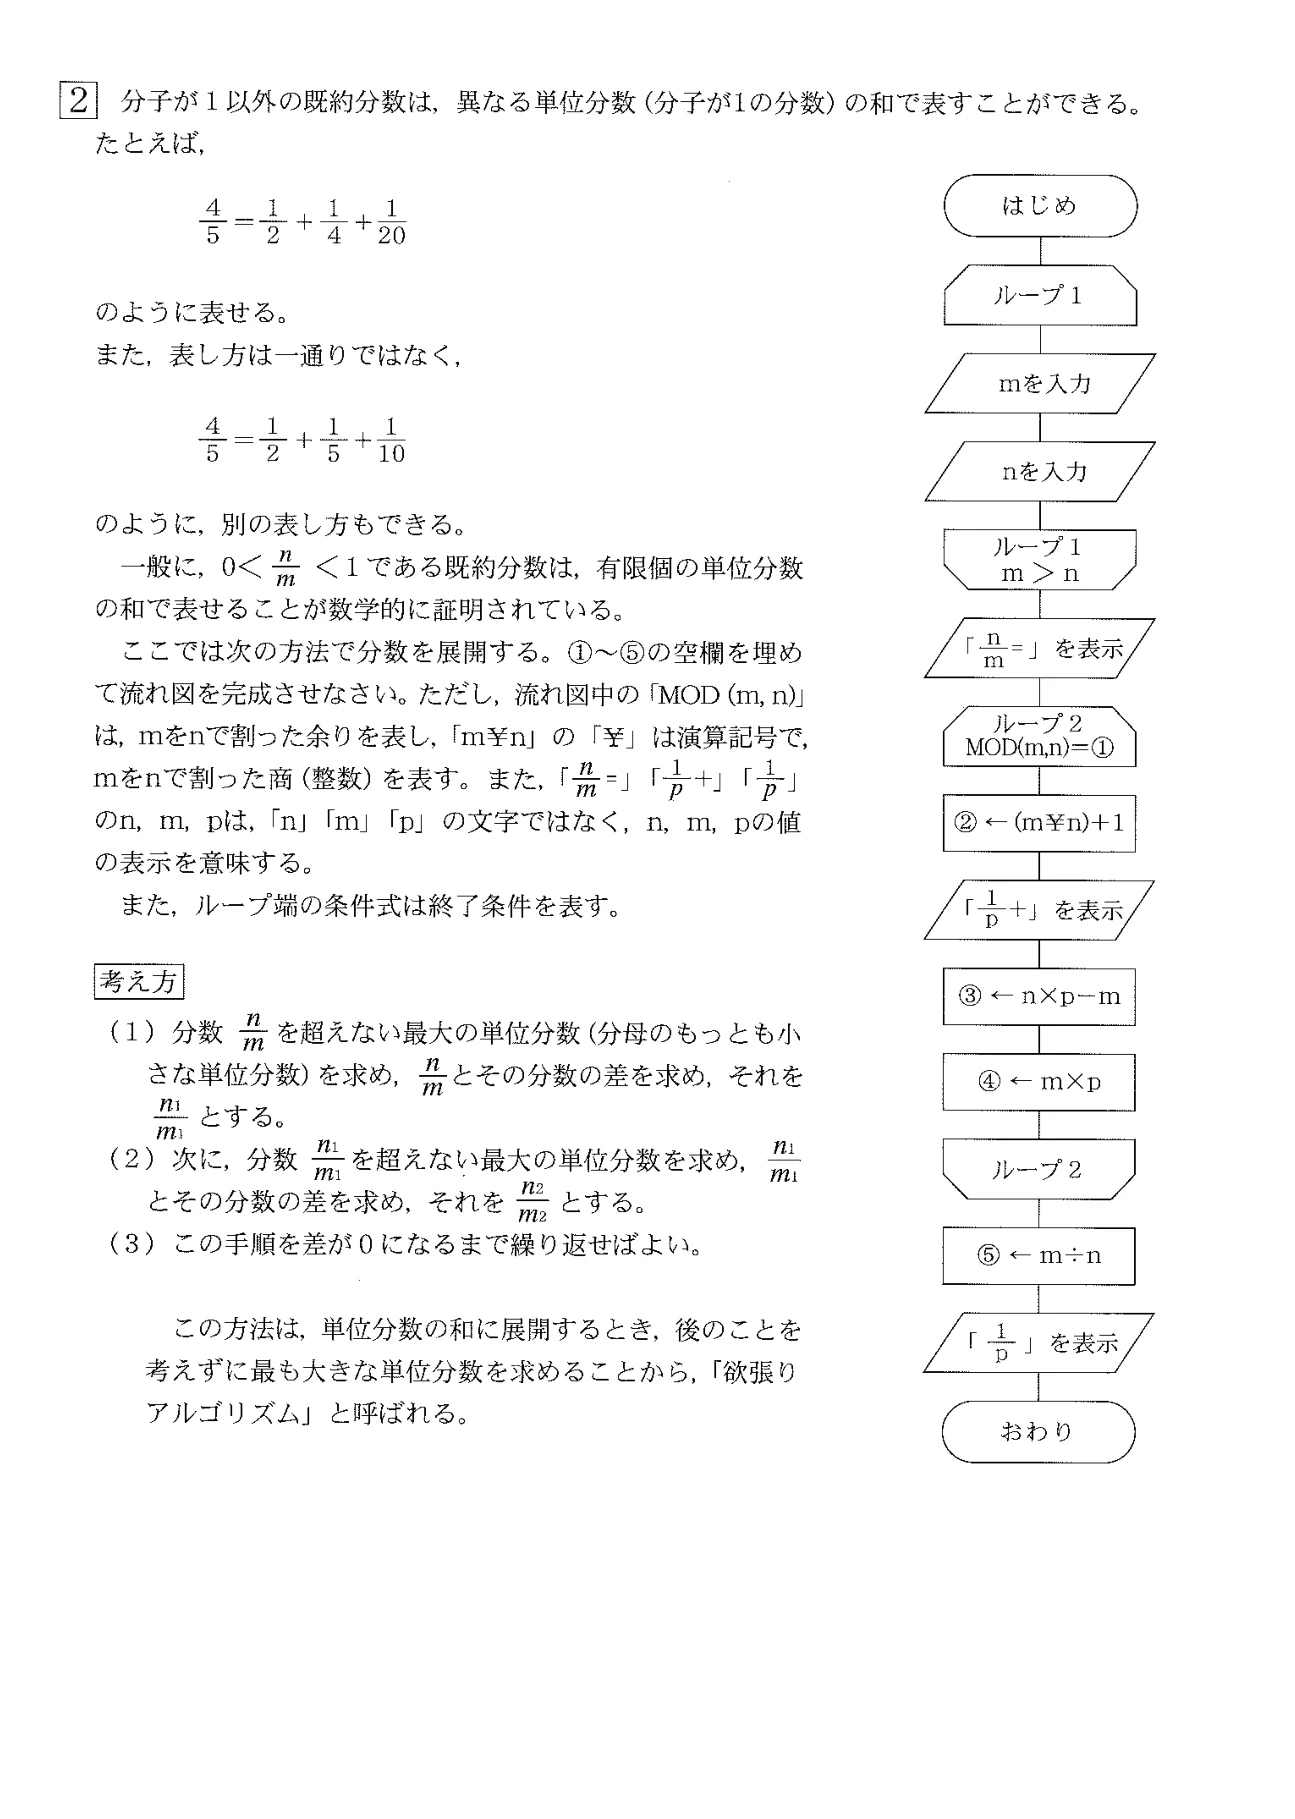 2 分子が1以外の既約分数は，異なる単位分数（分子が1の分数）の和で表すことができる。
たとえば，
4/5 = 1/2 + 1/4 + 1/20
のように表せる。
また，表し方は一通りではなく，
4/5 = 1/2 + 1/5 + 1/10
のように，別の表し方もできる。
一般に，0＜ n/m ＜1である既約分数は，有限個の単位分数
の和で表せることが数学的に証明されている。
ここでは次の方法で分数を展開する。①〜⑤の空欄を埋め
て流れ図を完成させなさい。ただし，流れ図中の「MOD (m, n)」
は，mをnで割った余りを表し，「m¥n」の「¥」は演算記号で，
mをnで割った商（整数）を表す。また，「n/m =」「1/p +」「1/p」
のn，m，pは，「n」「m」「p」の文字ではなく，n，m，pの値
の表示を意味する。
また，ループ端の条件式は終了条件を表す。
考え方
（1）分数 n/m を超えない最大の単位分数（分母のもっとも小
さな単位分数）を求め，n/m とその分数の差を求め，それを
n1/m1 とする。
（2）次に，分数 n1/m1 を超えない最大の単位分数を求め，n1/m1
とその分数の差を求め，それを n2/m2 とする。
（3）この手順を差が0になるまで繰り返せばよい。
この方法は，単位分数の和に展開するとき，後のことを
考えずに最も大きな単位分数を求めることから，「欲張り
アルゴリズム」と呼ばれる。
はじめ
ループ1
mを入力
nを入力
ループ1
m ＞ n
「n/m =」を表示
ループ2
MOD(m,n)=①
② ← (m¥n)+1
「1/p +」を表示
③ ← n×p−m
④ ← m×p
ループ2
⑤ ← m÷n
「1/p」を表示
おわり